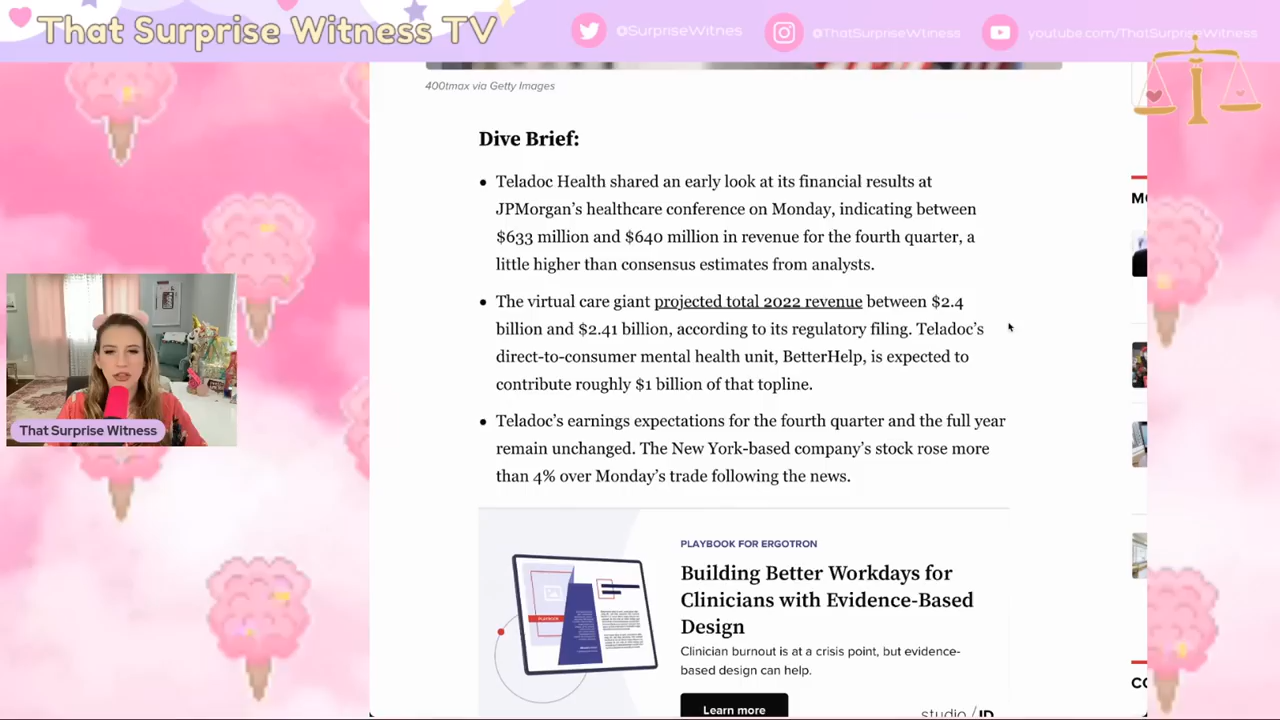 That Surprise Witness TV
@SurpriseWitnes
@ThatSurpriseWtiness
youtube.com/ThatSurpriseWitness
400tmax via Getty Images
Dive Brief:
Teladoc Health shared an early look at its financial results at
JPMorgan's healthcare conference on Monday, indicating between
$633 million and $640 million in revenue for the fourth quarter, a
little higher than consensus estimates from analysts.
The virtual care giant projected total 2022 revenue between $2.4
billion and $2.41 billion, according to its regulatory filing. Teladoc's
direct-to-consumer mental health unit, BetterHelp, is expected to
contribute roughly $1 billion of that topline.
Teladoc's earnings expectations for the fourth quarter and the full year
remain unchanged. The New York-based company's stock rose more
than 4% over Monday's trade following the news.
PLAYBOOK FOR ERGOTRON
Building Better Workdays for
Clinicians with Evidence-Based
Design
Clinician burnout is at a crisis point, but evidence-
based design can help.
Learn more
studio/ID
That Surprise Witness